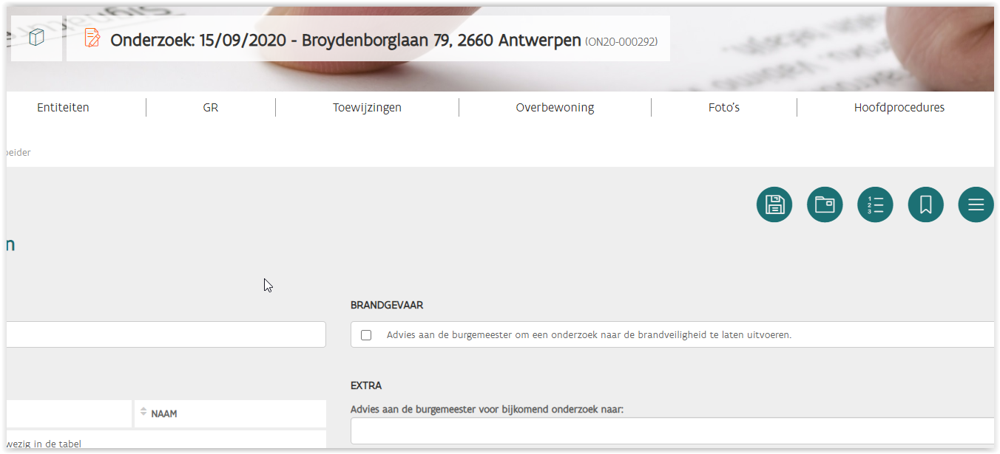 Onderzoek: 15/09/2020 - Broydenborglaan 79, 2660 Antwerpen (ON20-000292)
Entiteiten GR Toewijzingen Overbewoning Foto's Hoofdprocedures
beider
n
BRANDGEVAAR
Advies aan de burgemeester om een onderzoek naar de brandveiligheid te laten uitvoeren.
EXTRA
Advies aan de burgemeester voor bijkomend onderzoek naar:
NAAM
wezig in de tabel